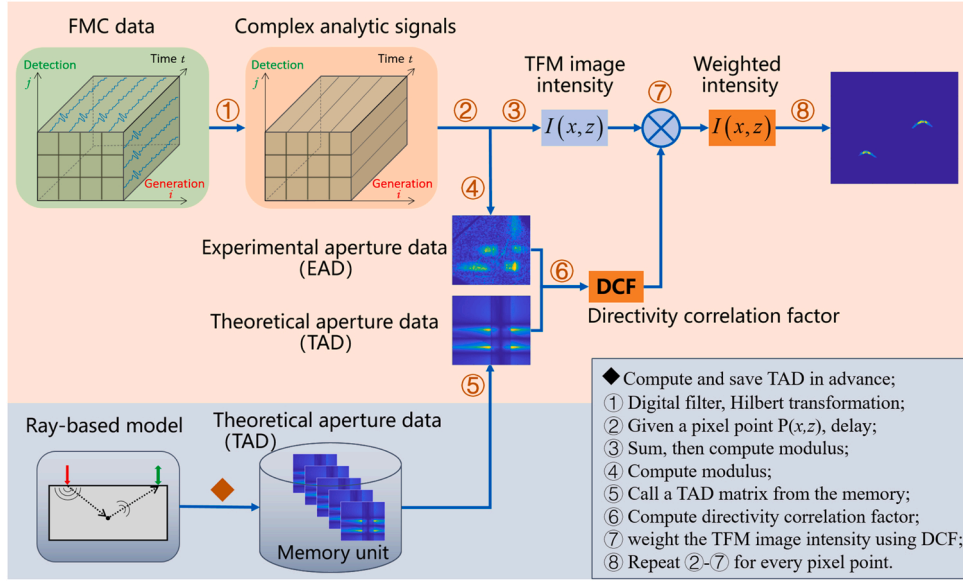 FMC data
Complex analytic signals
Detection
j
Time t
Generation
i
①
Detection
j
Time t
Generation
i
②
③
TFM image
intensity
I(x,z)
⑦
Weighted
intensity
I(x,z)
⑧
④
Experimental aperture data
(EAD)
⑥
DCF
Directivity correlation factor
Theoretical aperture data
(TAD)
⑤
Ray-based model
Theoretical aperture data
(TAD)
Memory unit
◆ Compute and save TAD in advance;
① Digital filter, Hilbert transformation;
② Given a pixel point P(x,z), delay;
③ Sum, then compute modulus;
④ Compute modulus;
⑤ Call a TAD matrix from the memory;
⑥ Compute directivity correlation factor;
⑦ weight the TFM image intensity using DCF;
⑧ Repeat ②-⑦ for every pixel point.